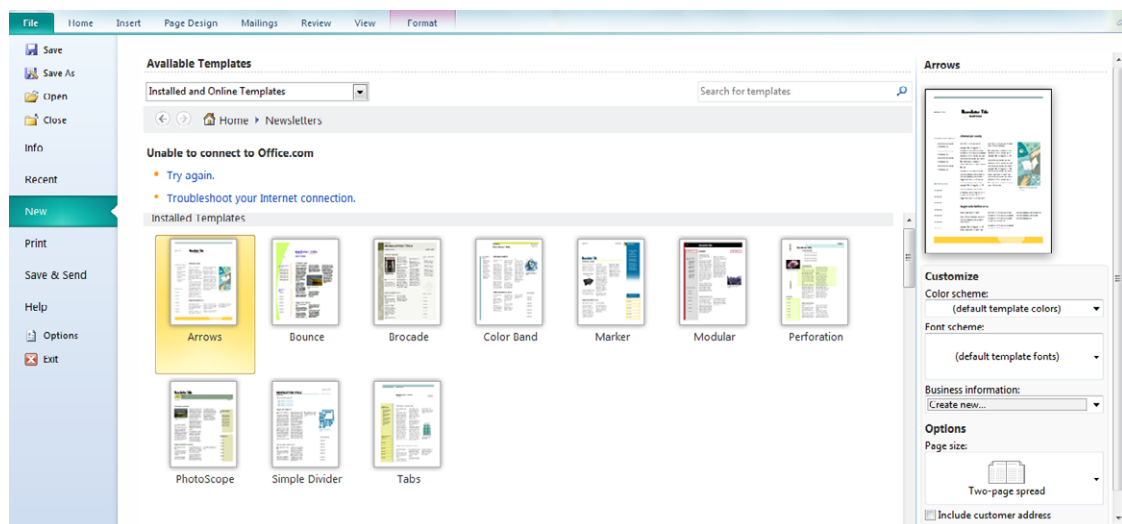 File Home Insert Page Design Mailings Review View Format
Save
Save As
Open
Close
Info
Recent
New
Print
Save & Send
Help
Options
Exit
Available Templates
Installed and Online Templates
Search for templates
Home Newsletters
Unable to connect to Office.com
Try again.
Troubleshoot your Internet connection.
Installed Templates
Arrows Bounce Brocade Color Band Marker Modular Perforation
PhotoScope Simple Divider Tabs
Arrows
Newsletter Title
Customize
Color scheme:
(default template colors)
Font scheme:
(default template fonts)
Business information:
Create new...
Options
Page size:
Two-page spread
Include customer address